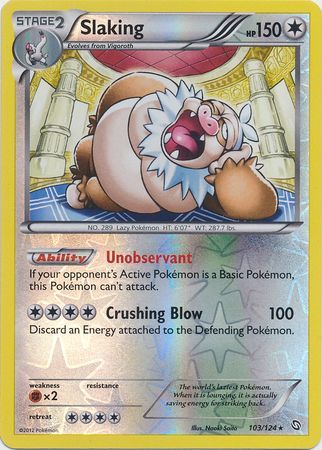 STAGE2
Slaking
HP150
Evolves from Vigoroth
NO. 289 Lazy Pokémon HT: 6'07" WT: 287.7 lbs.
Ability Unobservant
If your opponent's Active Pokémon is a Basic Pokémon,
this Pokémon can't attack.
Crushing Blow 100
Discard an Energy attached to the Defending Pokémon.
weakness resistance
×2
retreat
The world's laziest Pokémon.
When it is lounging, it is actually
saving energy for striking back.
©2012 Pokémon
Illus. Naoki Saito
103/124 ★